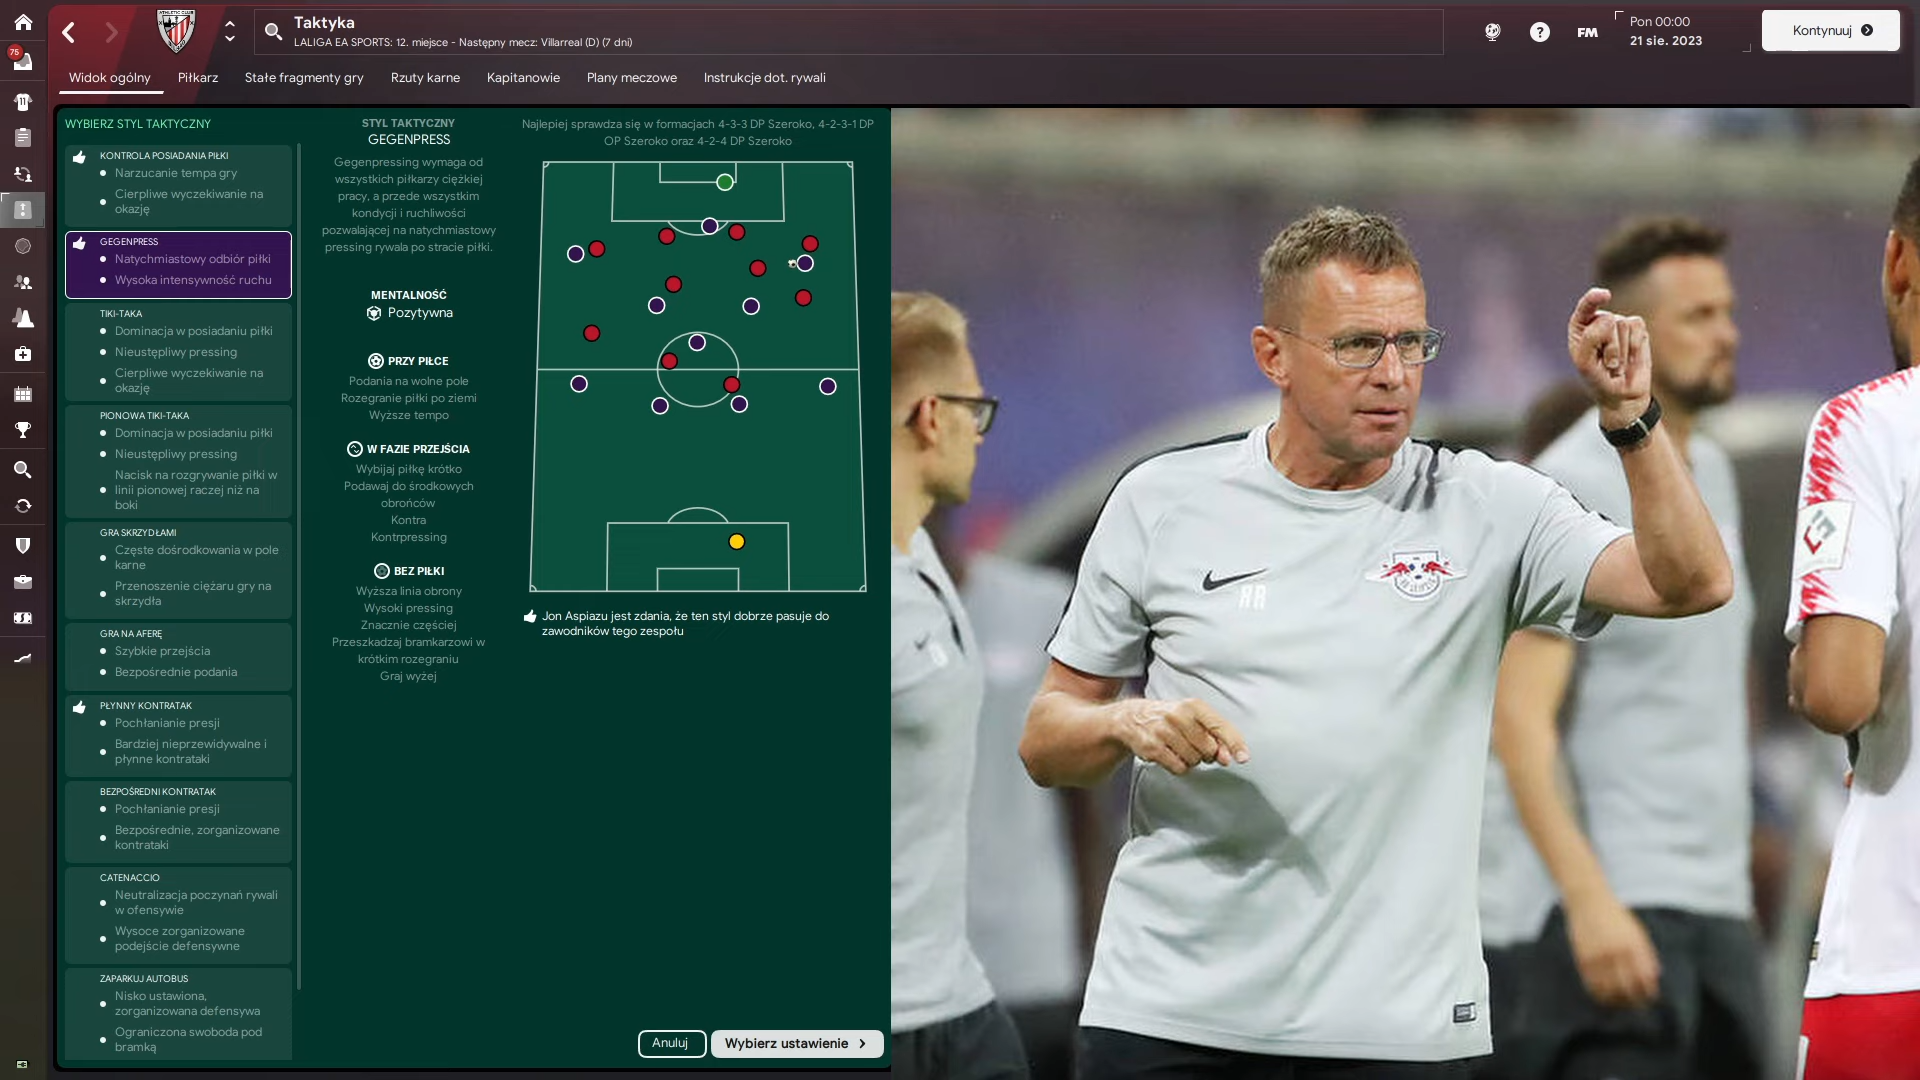 Taktyka
LALIGA EA SPORTS: 12. miejsce - Następny mecz: Villarreal (D) (7 dni)
FM
Pon 00:00
21 sie. 2023
Kontynuuj
75
11
Widok ogólny
Piłkarz
Stałe fragmenty gry
Rzuty karne
Kapitanowie
Plany meczowe
Instrukcje dot. rywali
WYBIERZ STYL TAKTYCZNY
KONTROLA POSIADANIA PIŁKI
Narzucanie tempa gry
Cierpliwe wyczekiwanie na
okazję
GEGENPRESS
Natychmiastowy odbiór piłki
Wysoka intensywność ruchu
TIKI-TAKA
Dominacja w posiadaniu piłki
Nieustępliwy pressing
Cierpliwe wyczekiwanie na
okazję
PIONOWA TIKI-TAKA
Dominacja w posiadaniu piłki
Nieustępliwy pressing
Nacisk na rozgrywanie piłki w
linii pionowej raczej niż na
boki
GRA SKRZYDŁAMI
Częste dośrodkowania w pole
karne
Przenoszenie ciężaru gry na
skrzydła
GRA NA AFERĘ
Szybkie przejścia
Bezpośrednie podania
PŁYNNY KONTRATAK
Pochłanianie presji
Bardziej nieprzewidywalne i
płynne kontrataki
BEZPOŚREDNI KONTRATAK
Pochłanianie presji
Bezpośrednie, zorganizowane
kontrataki
CATENACCIO
Neutralizacja poczynań rywali
w ofensywie
Wysoce zorganizowane
podejście defensywne
ZAPARKUJ AUTOBUS
Nisko ustawiona,
zorganizowana defensywa
Ograniczona swoboda pod
bramką
STYL TAKTYCZNY
GEGENPRESS
Gegenpressing wymaga od
wszystkich piłkarzy ciężkiej
pracy, a przede wszystkim
kondycji i ruchliwości
pozwalającej na natychmiastowy
pressing rywala po stracie piłki.
MENTALNOŚĆ
Pozytywna
PRZY PIŁCE
Podania na wolne pole
Rozegranie piłki po ziemi
Wyższe tempo
W FAZIE PRZEJŚCIA
Wybijaj piłkę krótko
Podawaj do środkowych
obrońców
Kontra
Kontrpressing
BEZ PIŁKI
Wyższa linia obrony
Wysoki pressing
Znacznie częściej
Przeszkadzaj bramkarzowi w
krótkim rozegraniu
Graj wyżej
Najlepiej sprawdza się w formacjach 4-3-3 DP Szeroko, 4-2-3-1 DP
OP Szeroko oraz 4-2-4 DP Szeroko
Jon Aspiazu jest zdania, że ten styl dobrze pasuje do
zawodników tego zespołu
Anuluj
Wybierz ustawienie
RR